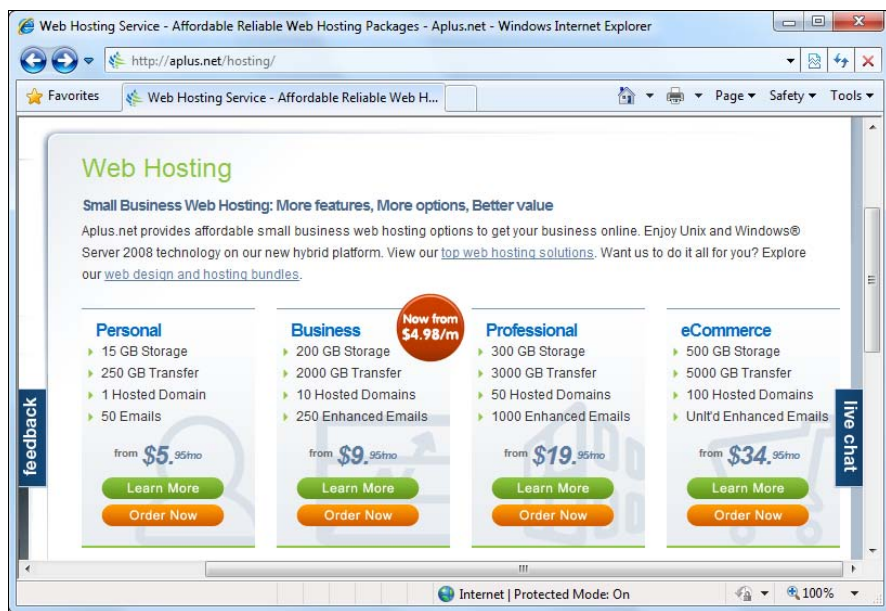 Web Hosting Service - Affordable Reliable Web Hosting Packages - Aplus.net - Windows Internet Explorer
http://aplus.net/hosting/
Favorites
Web Hosting Service - Affordable Reliable Web H...
Page
Safety
Tools
Web Hosting
Small Business Web Hosting: More features, More options, Better value
Aplus.net provides affordable small business web hosting options to get your business online. Enjoy Unix and Windows®
Server 2008 technology on our new hybrid platform. View our top web hosting solutions. Want us to do it all for you? Explore
our web design and hosting bundles.
Personal
15 GB Storage
250 GB Transfer
1 Hosted Domain
50 Emails
from $5.95/mo
Learn More
Order Now
Business
Now from
$4.98/m
200 GB Storage
2000 GB Transfer
10 Hosted Domains
250 Enhanced Emails
from $9.95/mo
Learn More
Order Now
Professional
300 GB Storage
3000 GB Transfer
50 Hosted Domains
1000 Enhanced Emails
from $19.95/mo
Learn More
Order Now
eCommerce
500 GB Storage
5000 GB Transfer
100 Hosted Domains
Unlt'd Enhanced Emails
from $34.95/mo
Learn More
Order Now
feedback
live chat
Internet | Protected Mode: On
100%